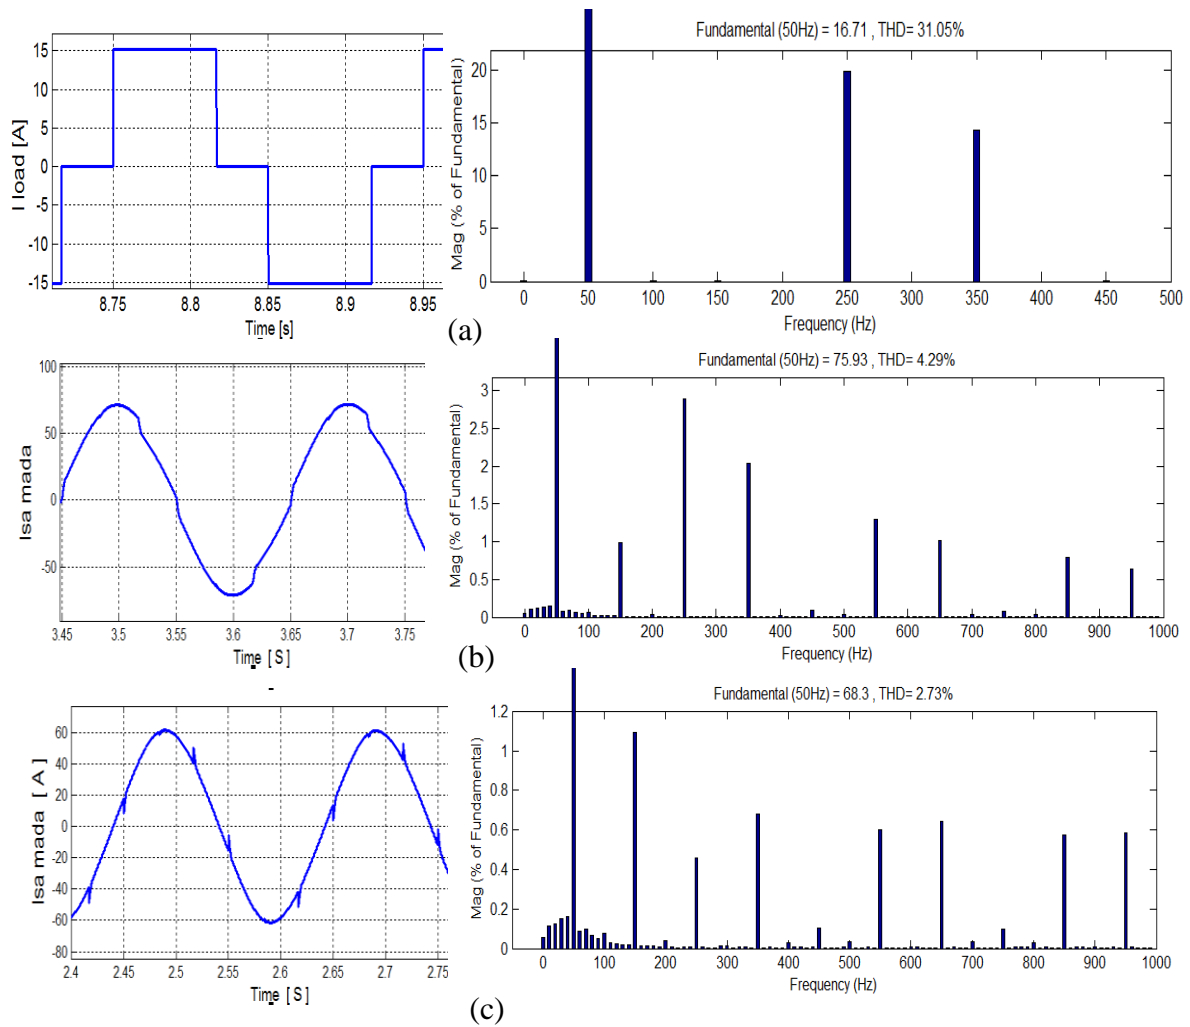 Fundamental (50Hz) = 16.71 , THD= 31.05%
I load [A]
15
10
5
0
-5
-10
-15
8.75 8.8 8.85 8.9 8.95
Time [s]
Mag (% of Fundamental)
20
15
10
5
0
0 50 100 150 200 250 300 350 400 450 500
Frequency (Hz)
(a)
Isa mada
100
50
0
-50
3.45 3.5 3.55 3.6 3.65 3.7 3.75
Time [ S ]
Fundamental (50Hz) = 75.93 , THD= 4.29%
Mag (% of Fundamental)
3
2.5
2
1.5
1
0.5
0
0 100 200 300 400 500 600 700 800 900 1000
Frequency (Hz)
(b)
Isa mada [ A ]
60
40
20
0
-20
-40
-60
-80
2.4 2.45 2.5 2.55 2.6 2.65 2.7 2.75
Time [ S ]
Fundamental (50Hz) = 68.3 , THD= 2.73%
Mag (% of Fundamental)
1.2
1
0.8
0.6
0.4
0.2
0
0 100 200 300 400 500 600 700 800 900 1000
Frequency (Hz)
(c)